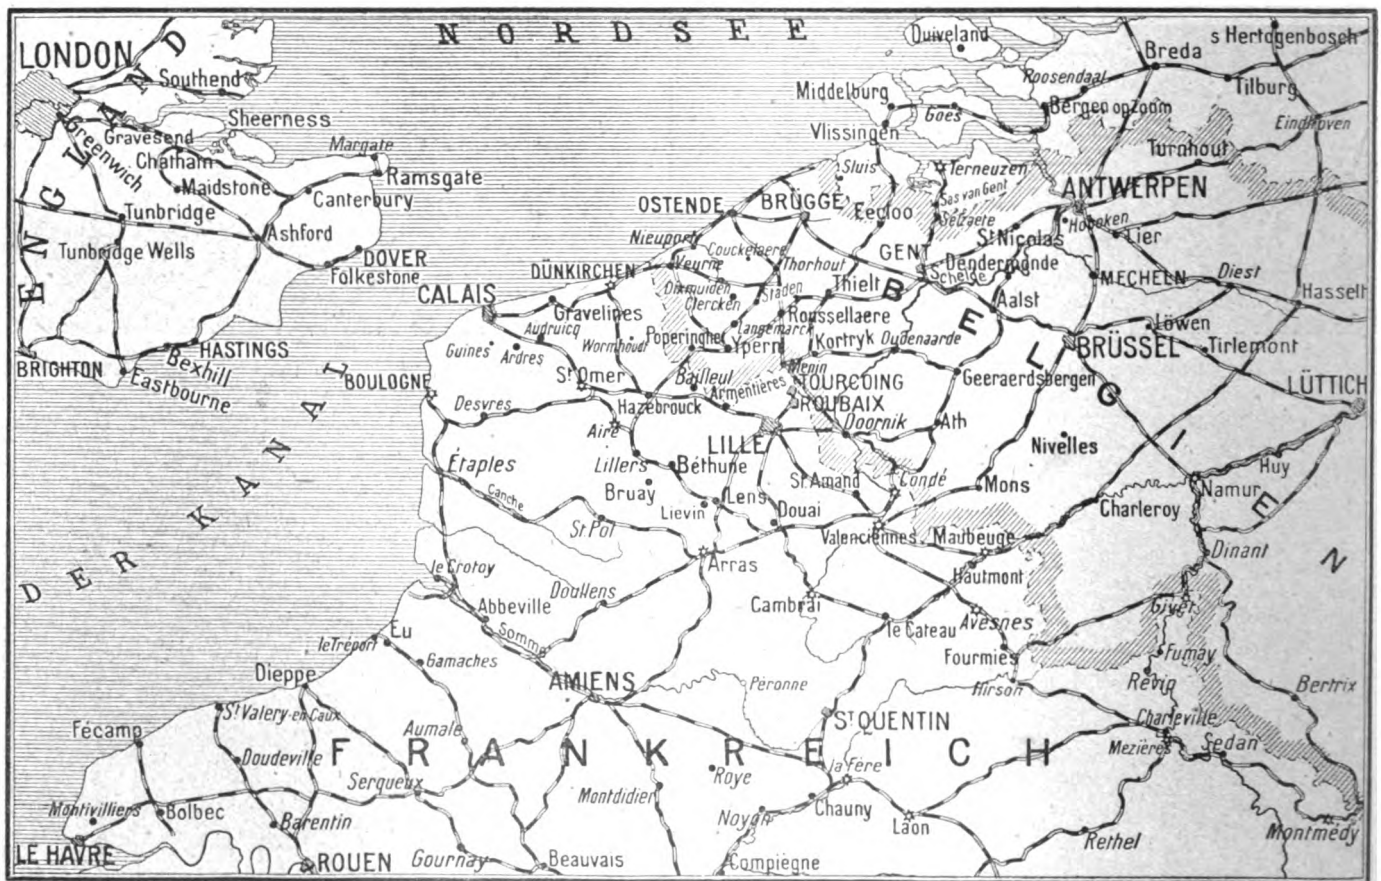 NORDSEE
ENGLAND
DER KANAL
BELGIEN
FRANKREICH
LONDON
Southend
Sheerness
Greenwich
Gravesend
Chatham
Margate
Ramsgate
Maidstone
Canterbury
Tunbridge
Ashford
Tunbridge Wells
DOVER
Folkestone
HASTINGS
Bexhill
BRIGHTON
Eastbourne
Duiveland
s Hertogenbosch
Breda
Roosendaal
Tilburg
Middelburg
Goes
Bergen op Zoom
Vlissingen
Eindhoven
Sluis
Terneuzen
Turnhout
Sas van Gent
ANTWERPEN
OSTENDE
BRÜGGE
Eecloo
Selzaete
Hoboken
Lier
St Nicolas
Nieuport
Couckelaere
GENT
Dendermonde
Schelde
MECHELN
Diest
DÜNKIRCHEN
Veurne
Thorhout
Thielt
Hasselt
CALAIS
Dixmuiden
Clercken
Staden
Aalst
Gravelines
Roussellaere
Löwen
Audruicq
Langemarck
Guines
Ardres
Wormhoudt
Poperinghe
Ypern
Kortryk
Oudenaarde
BRÜSSEL
Tirlemont
BOULOGNE
St Omer
Bailleul
Menin
Geeraerdsbergen
LÜTTICH
Armentières
TOURCOING
ROUBAIX
Desvres
Hazebrouck
Aire
LILLE
Doornik
Ath
Nivelles
Étaples
Lillers
Béthune
Huy
Canche
Bruay
Lens
St. Amand
Condé
Mons
Namur
Lievin
Douai
Charleroy
St. Pol
Valenciennes
Maubeuge
Dinant
Arras
Hautmont
le Crotoy
Doullens
Abbeville
Cambrai
Givet
Avesnes
le Cateau
Somme
Eu
le Tréport
Gamaches
Fourmies
Fumay
Dieppe
AMIENS
Péronne
Hirson
Revin
Bertrix
St Valery-en Caux
Fécamp
Aumale
ST QUENTIN
Charleville
Mezières
Sedan
Doudeville
la Fère
Serqueux
Roye
Montdidier
Montivilliers
Bolbec
Barentin
Noyon
Chauny
Laon
Rethel
Montmédy
LE HAVRE
ROUEN
Gournay
Beauvais
Compiègne